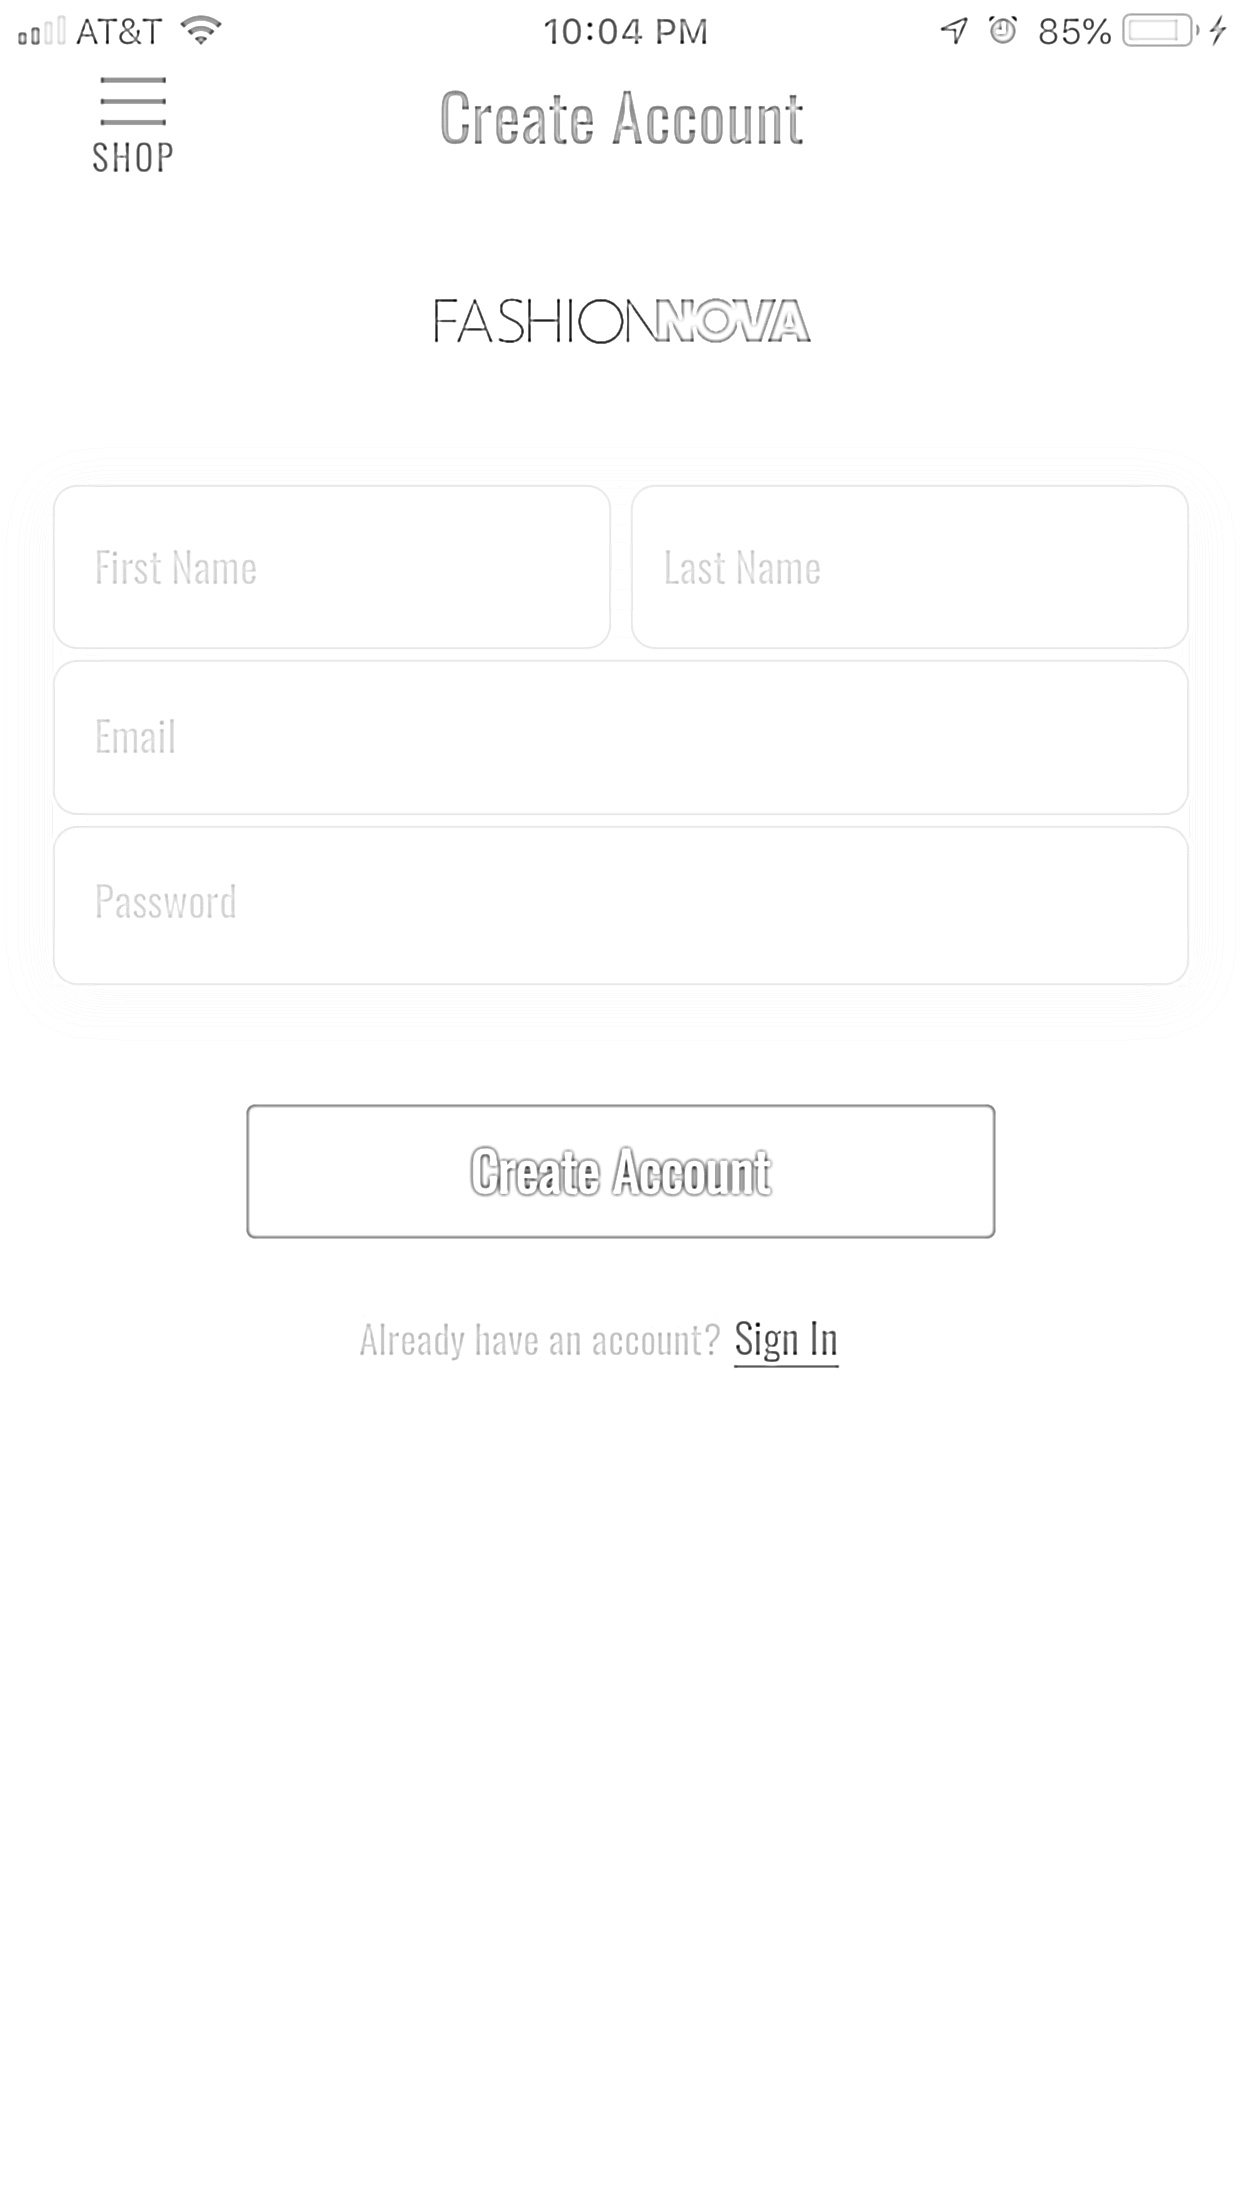 AT&T 10:04 PM 85%
Create Account
SHOP
FASHIONNOVA
First Name Last Name
Email
Password
Create Account
Already have an account? Sign In